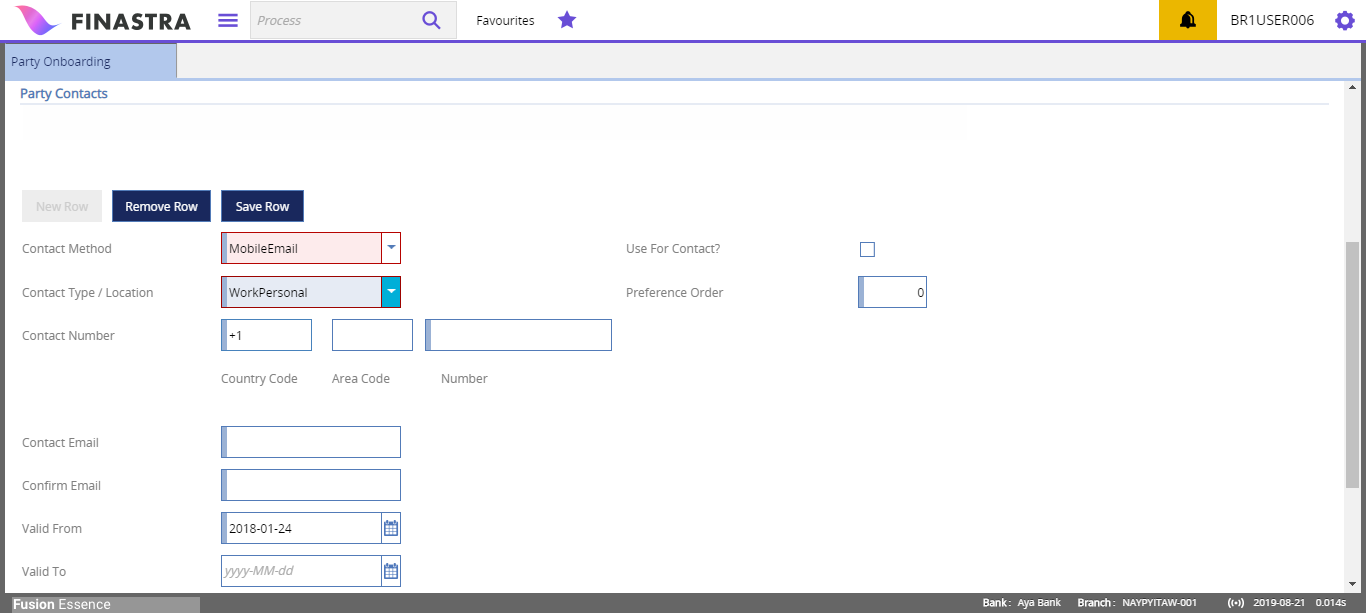 FINASTRA Process Favourites BR1USER006
Party Onboarding
Party Contacts
New Row Remove Row Save Row
Contact Method MobileEmail Use For Contact?
Contact Type / Location WorkPersonal Preference Order 0
Contact Number +1
Country Code Area Code Number
Contact Email
Confirm Email
Valid From 2018-01-24
Valid To yyyy-MM-dd
Fusion Essence Bank : Aya Bank Branch : NAYPYITAW-001 2019-08-21 0.014s